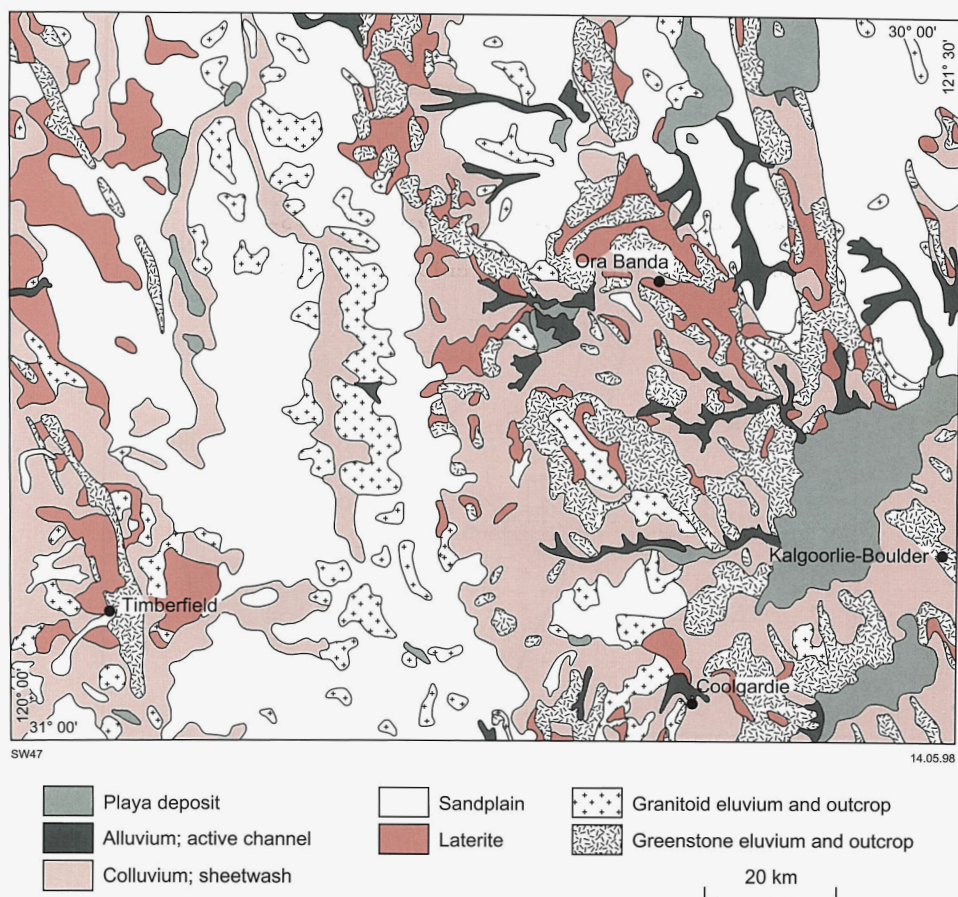 30° 00'
121° 30'
Ora Banda
Kalgoorlie-Boulder
Timberfield
Coolgardie
120° 00'
31° 00'
SW47
14.05.98
Playa deposit
Alluvium; active channel
Colluvium; sheetwash
Sandplain
Laterite
Granitoid eluvium and outcrop
Greenstone eluvium and outcrop
20 km